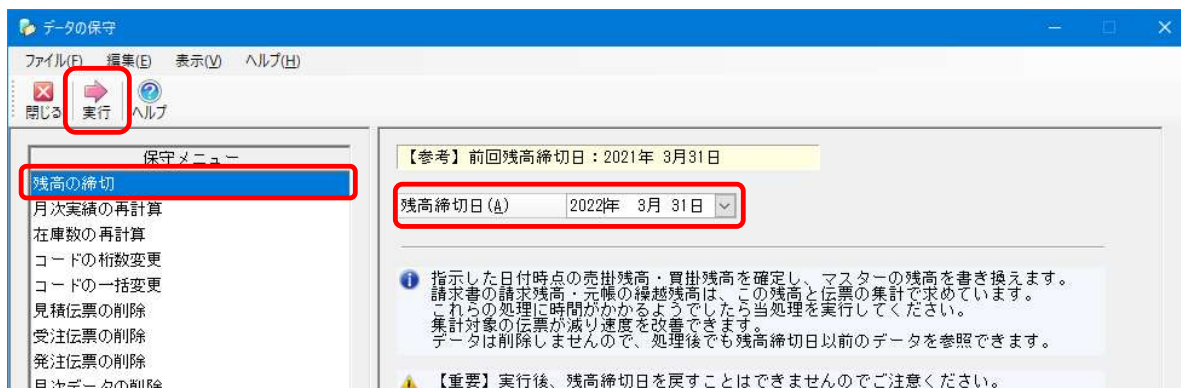 データの保守
ファイル(F) 編集(E) 表示(V) ヘルプ(H)
閉じる 実行 ヘルプ
保守メニュー
残高の締切
月次実績の再計算
在庫数の再計算
コードの桁数変更
コードの一括変更
見積伝票の削除
受注伝票の削除
発注伝票の削除
月次データの削除
【参考】前回残高締切日:2021年 3月31日
残高締切日(A) 2022年 3月 31日
指示した日付時点の売掛残高・買掛残高を確定し、マスターの残高を書き換えます。
請求書の請求残高・元帳の繰越残高は、この残高と伝票の集計で求めています。
これらの処理に時間がかかるようでしたら当処理を実行してください。
集計対象の伝票が減り速度を改善できます。
データは削除しませんので、処理後でも残高締切日以前のデータを参照できます。
【重要】実行後、残高締切日を戻すことはできませんのでご注意ください。